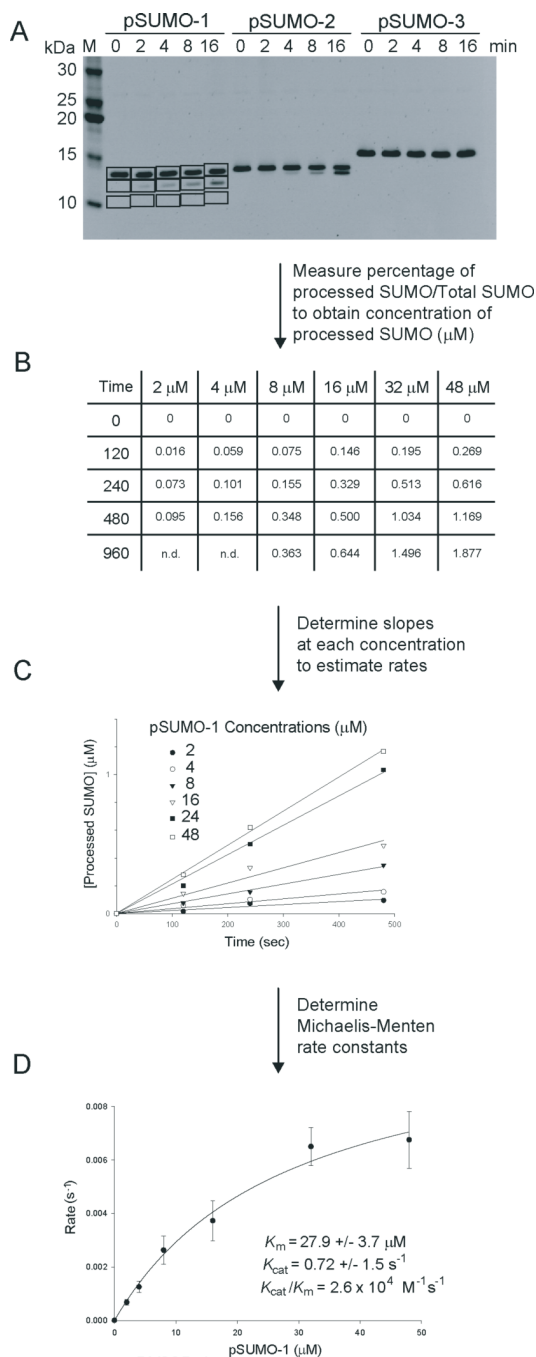 A
pSUMO-1 pSUMO-2 pSUMO-3
kDa M 0 2 4 8 16 0 2 4 8 16 0 2 4 8 16 min
30
25
20
15
10
Measure percentage of
processed SUMO/Total SUMO
to obtain concentration of
processed SUMO (μM)
B
Time 2 μM 4 μM 8 μM 16 μM 32 μM 48 μM
0 0 0 0 0 0 0
120 0.016 0.059 0.075 0.146 0.195 0.269
240 0.073 0.101 0.155 0.329 0.513 0.616
480 0.095 0.156 0.348 0.500 1.034 1.169
960 n.d. n.d. 0.363 0.644 1.496 1.877
Determine slopes
at each concentration
to estimate rates
C
pSUMO-1 Concentrations (μM)
2
4
8
16
24
48
[Processed SUMO] (μM)
1
0
0 100 200 300 400 500
Time (sec)
Determine
Michaelis-Menten
rate constants
D
0.008
0.006
0.004
0.002
0.000
Rate (s⁻¹)
Km = 27.9 +/- 3.7 μM
Kcat = 0.72 +/- 1.5 s⁻¹
Kcat/Km = 2.6 x 10⁴ M⁻¹s⁻¹
0 10 20 30 40 50
pSUMO-1 (μM)